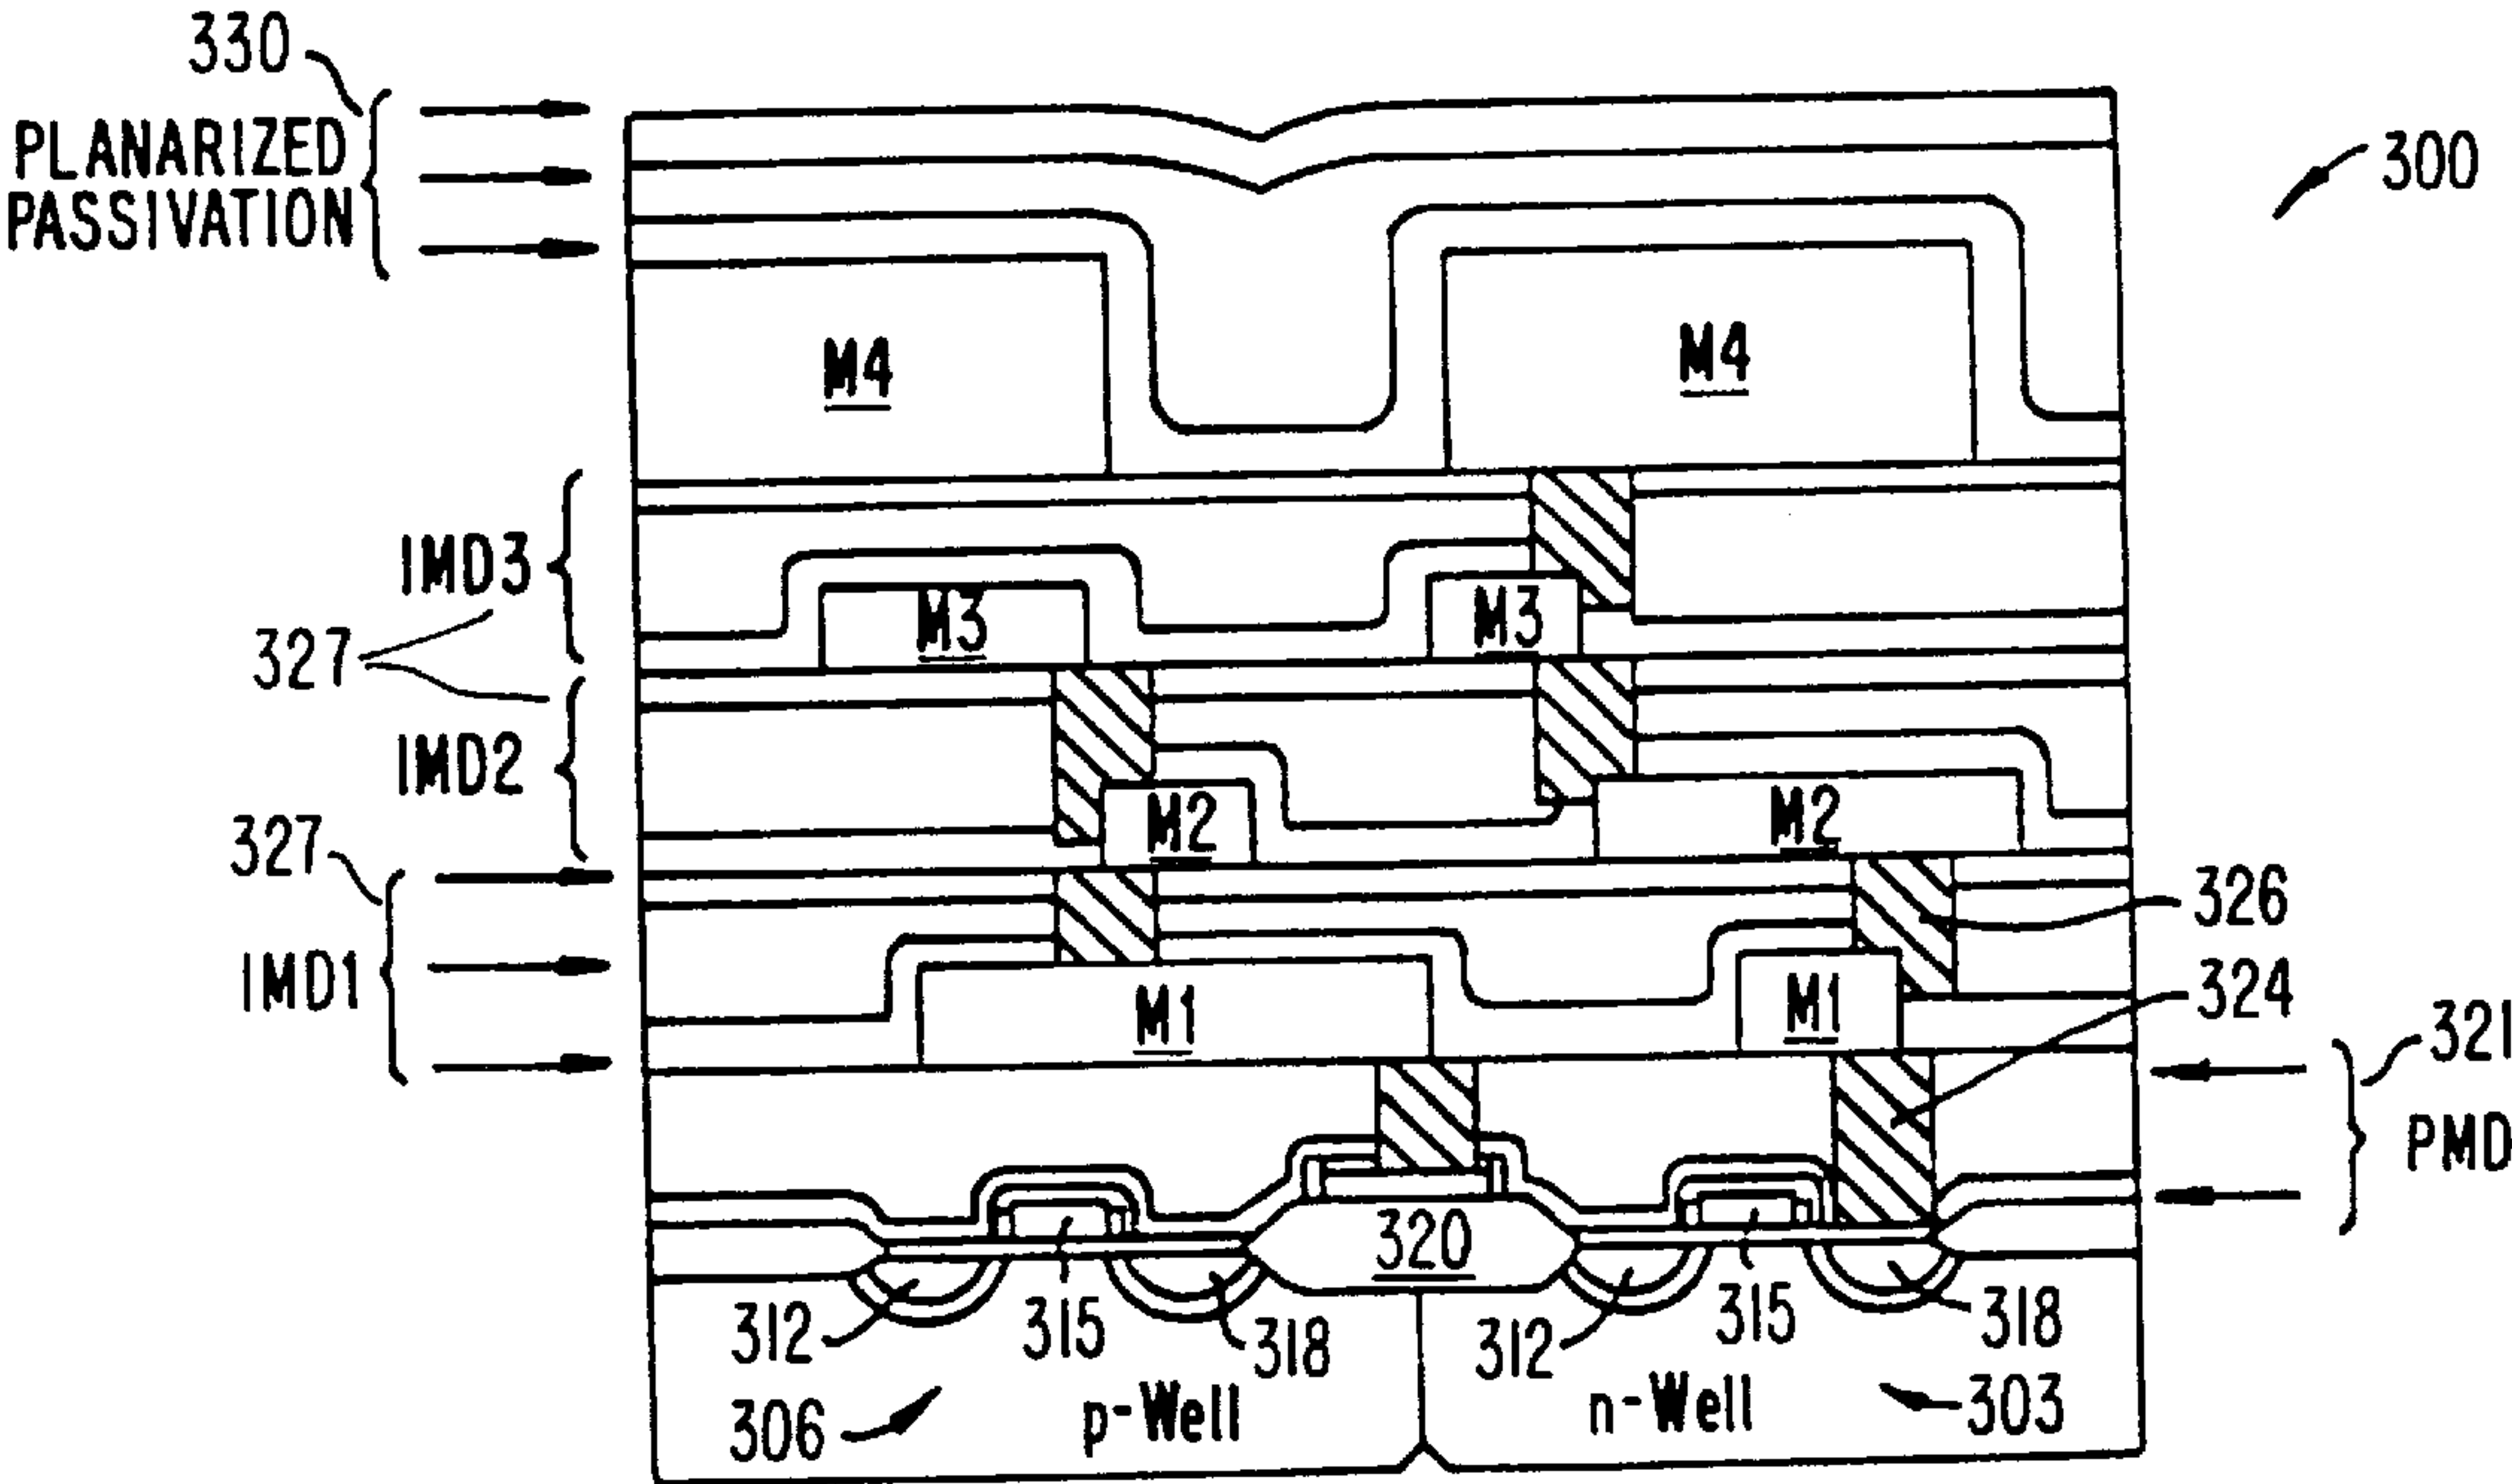 330
PLANARIZED
PASSIVATION
300
M4
M4
IMD3
M3
M3
327
IMD2
M2
M2
327
326
IMD1
M1
M1
324
321
PMD
320
312
315
318
312
315
318
306
p-Well
n-Well
303